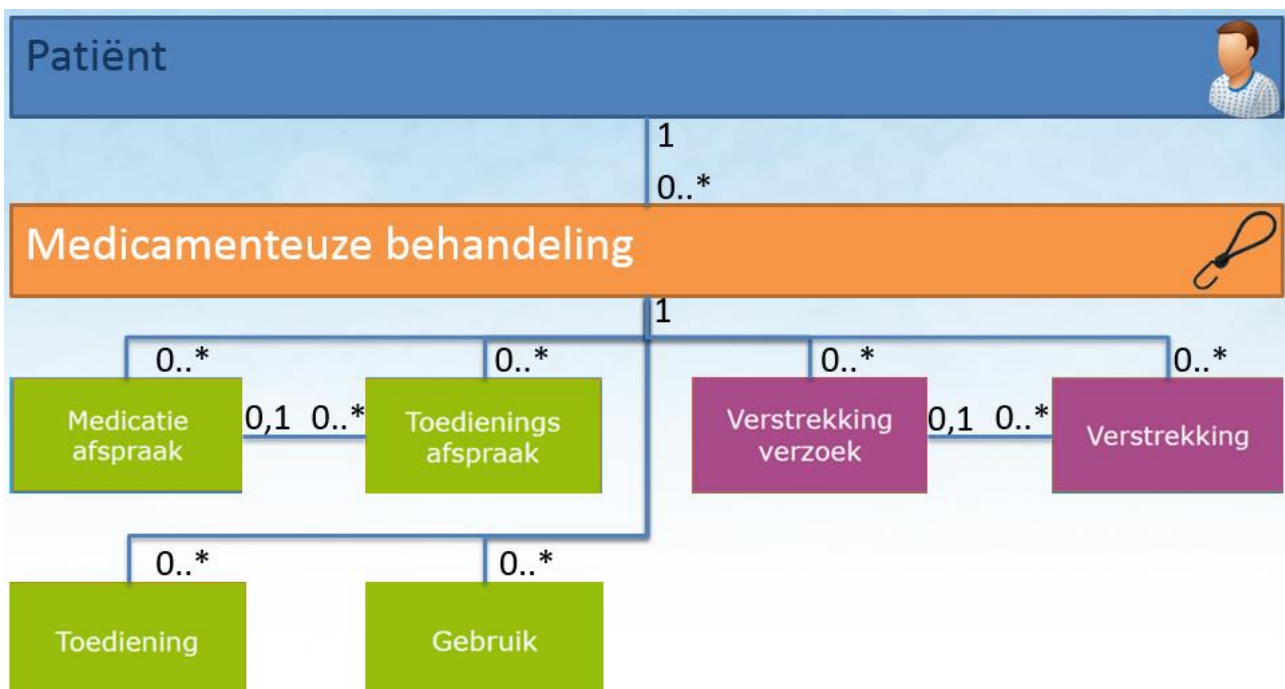 Patiënt
1
0..*
Medicamenteuze behandeling
1
0..*
0..*
0..*
0..*
Medicatie
afspraak
0,1 0..*
Toedienings
afspraak
Verstrekking
verzoek
0,1 0..*
Verstrekking
0..*
0..*
Toediening
Gebruik